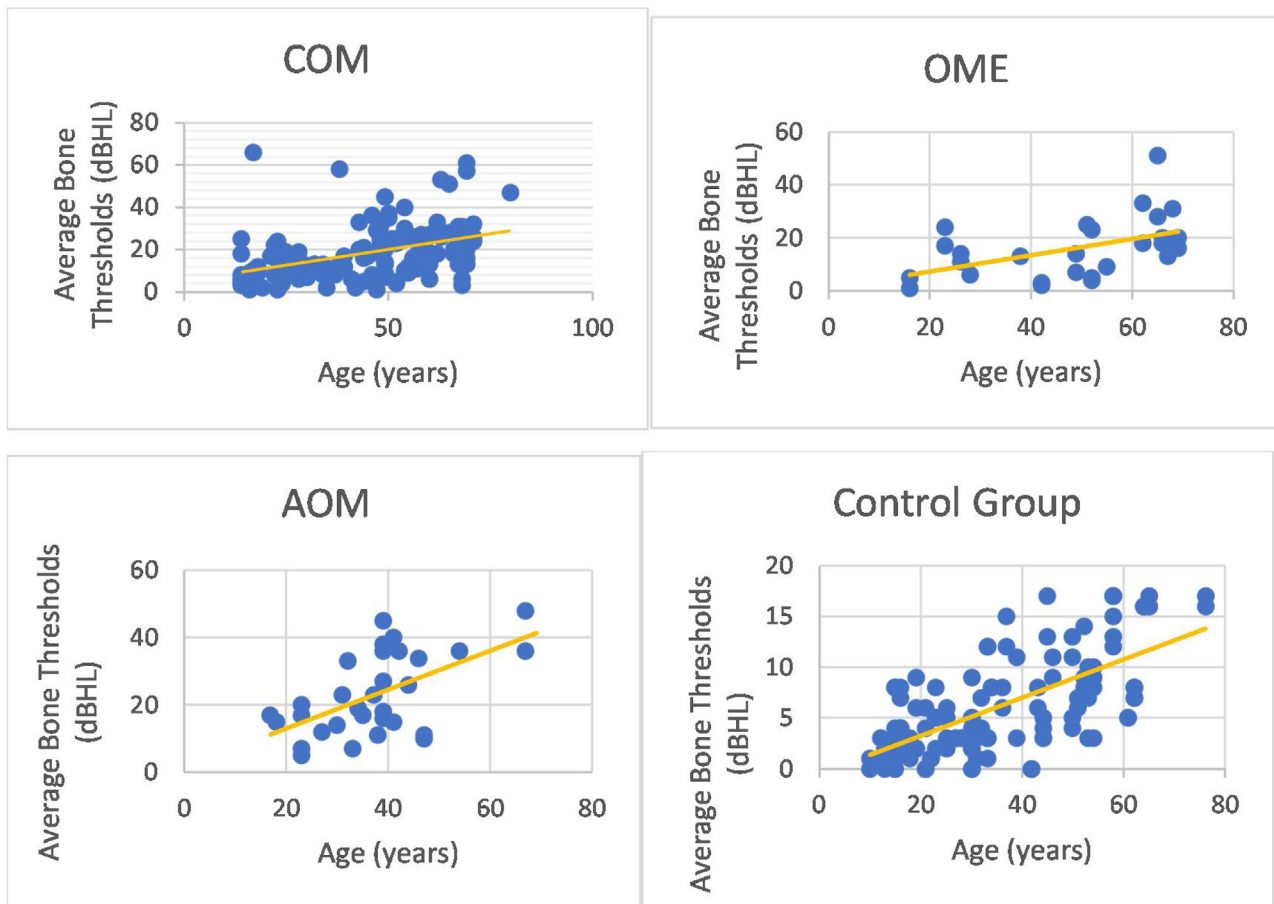 COM
Average Bone
Thresholds (dBHL)
80
60
40
20
0
0 50 100
Age (years)
OME
Average Bone
Thresholds (dBHL)
60
40
20
0
0 20 40 60 80
Age (years)
AOM
Average Bone Thresholds
(dBHL)
60
40
20
0
0 20 40 60 80
Age (years)
Control Group
Average Bone Thresholds
(dBHL)
20
15
10
5
0
0 20 40 60 80
Age (years)